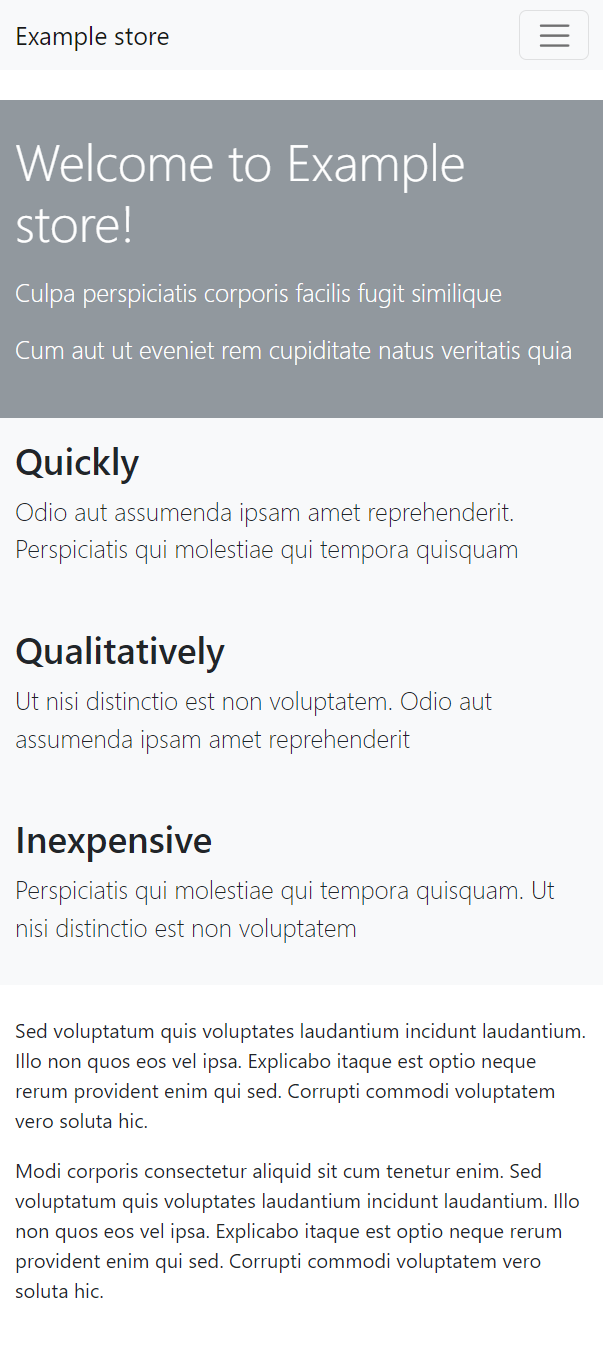 Example store
Welcome to Example
store!
Culpa perspiciatis corporis facilis fugit similique
Cum aut ut eveniet rem cupiditate natus veritatis quia
Quickly
Odio aut assumenda ipsam amet reprehenderit.
Perspiciatis qui molestiae qui tempora quisquam
Qualitatively
Ut nisi distinctio est non voluptatem. Odio aut
assumenda ipsam amet reprehenderit
Inexpensive
Perspiciatis qui molestiae qui tempora quisquam. Ut
nisi distinctio est non voluptatem
Sed voluptatum quis voluptates laudantium incidunt laudantium.
Illo non quos eos vel ipsa. Explicabo itaque est optio neque
rerum provident enim qui sed. Corrupti commodi voluptatem
vero soluta hic.
Modi corporis consectetur aliquid sit cum tenetur enim. Sed
voluptatum quis voluptates laudantium incidunt laudantium. Illo
non quos eos vel ipsa. Explicabo itaque est optio neque rerum
provident enim qui sed. Corrupti commodi voluptatem vero
soluta hic.